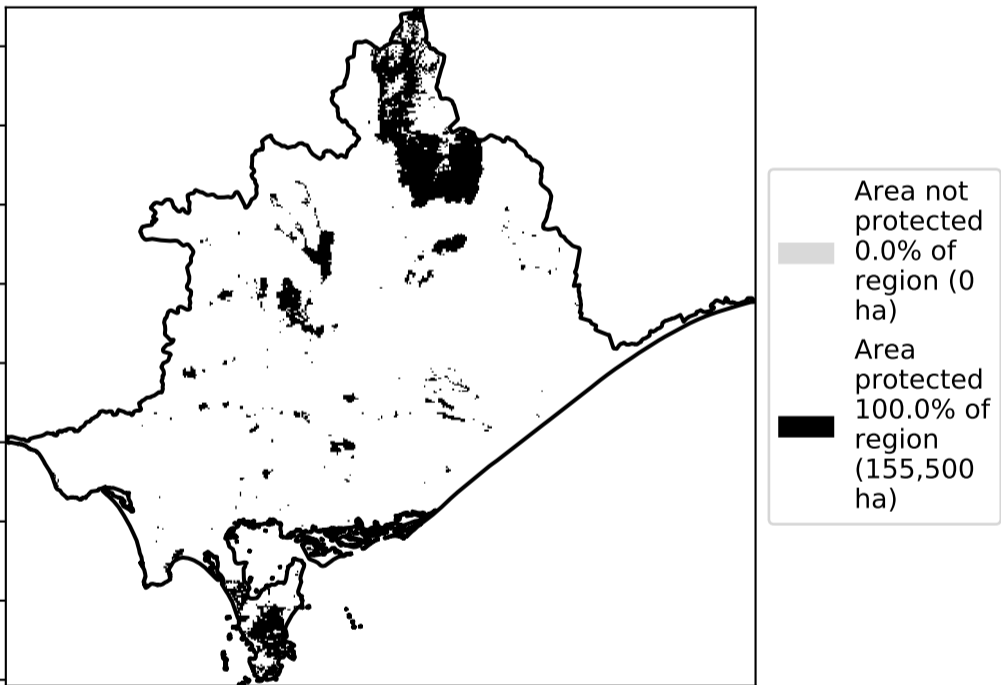 Area not
protected
0.0% of
region (0
ha)
Area
protected
100.0% of
region
(155,500
ha)